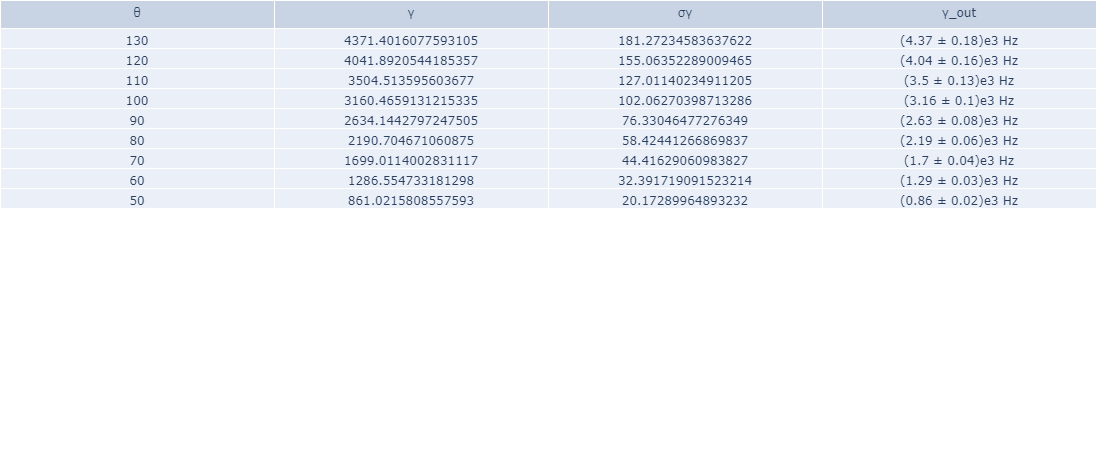 θ γ σγ γ_out
130 4371.4016077593105 181.27234583637622 (4.37 ± 0.18)e3 Hz
120 4041.8920544185357 155.06352289009465 (4.04 ± 0.16)e3 Hz
110 3504.513595603677 127.01140234911205 (3.5 ± 0.13)e3 Hz
100 3160.4659131215335 102.06270398713286 (3.16 ± 0.1)e3 Hz
90 2634.1442797247505 76.33046477276349 (2.63 ± 0.08)e3 Hz
80 2190.704671060875 58.42441266869837 (2.19 ± 0.06)e3 Hz
70 1699.0114002831117 44.41629060983827 (1.7 ± 0.04)e3 Hz
60 1286.554733181298 32.391719091523214 (1.29 ± 0.03)e3 Hz
50 861.0215808557593 20.17289964893232 (0.86 ± 0.02)e3 Hz